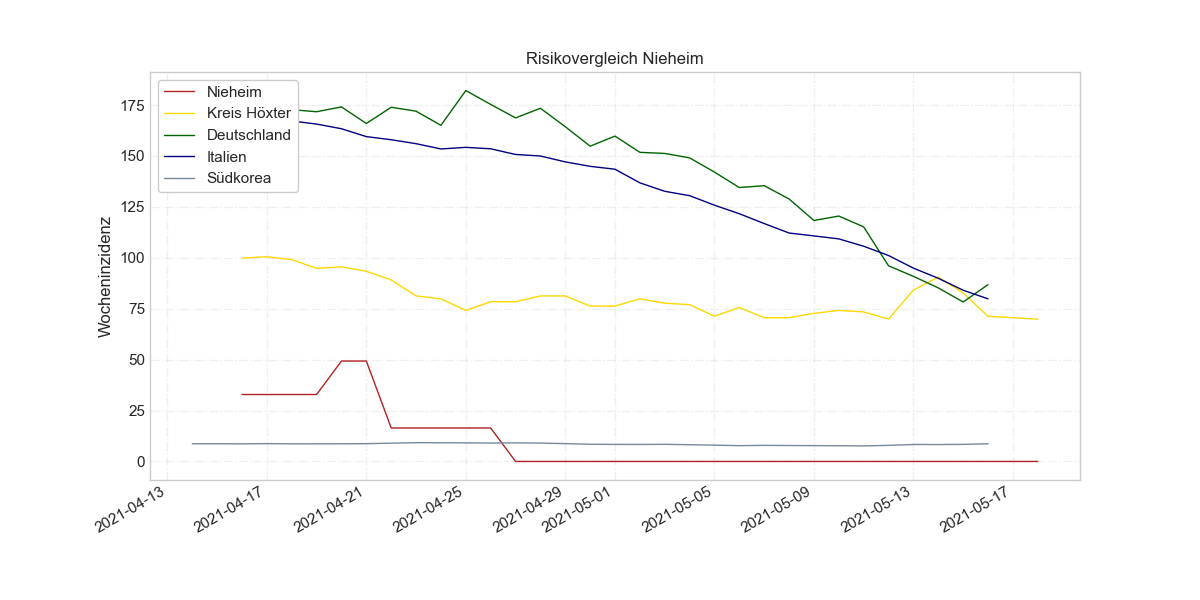 Risikovergleich Nieheim
Nieheim
Kreis Höxter
Deutschland
Italien
Südkorea
Wocheninzidenz
175
150
125
100
75
50
25
0
2021-04-13
2021-04-17
2021-04-21
2021-04-25
2021-04-29
2021-05-01
2021-05-05
2021-05-09
2021-05-13
2021-05-17